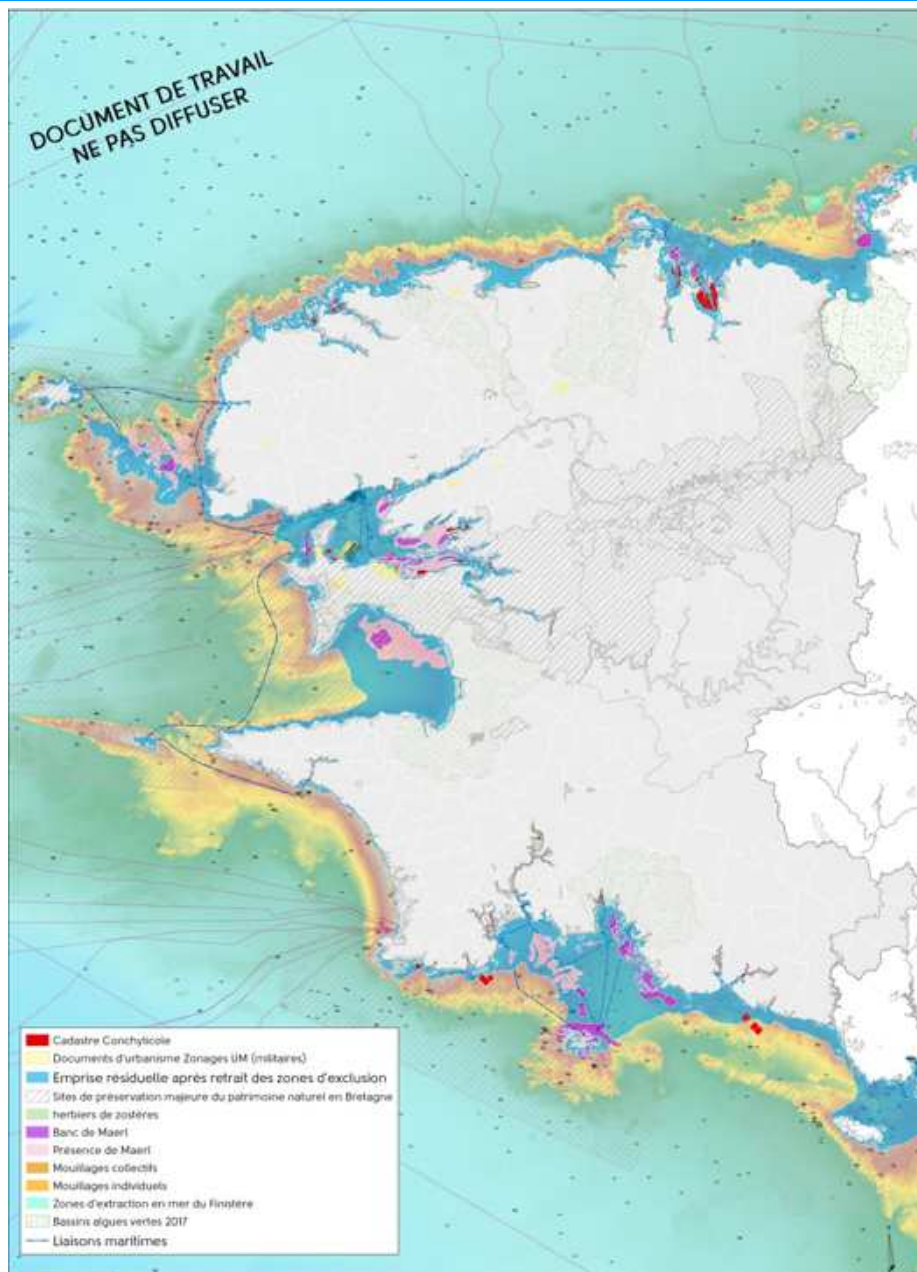 DOCUMENT DE TRAVAIL
NE PAS DIFFUSER
Cadastre Conchylicole
Documents d'urbanisme Zonages UM (militaires)
Emprise résiduelle après retrait des zones d'exclusion
Sites de préservation majeure du patrimoine naturel en Bretagne
herbiers de zostères
Banc de Maerl
Présence de Maerl
Mouillages collectifs
Mouillages individuels
Zones d'extraction en mer du Finistère
Bassins algues vertes 2017
Liaisons maritimes